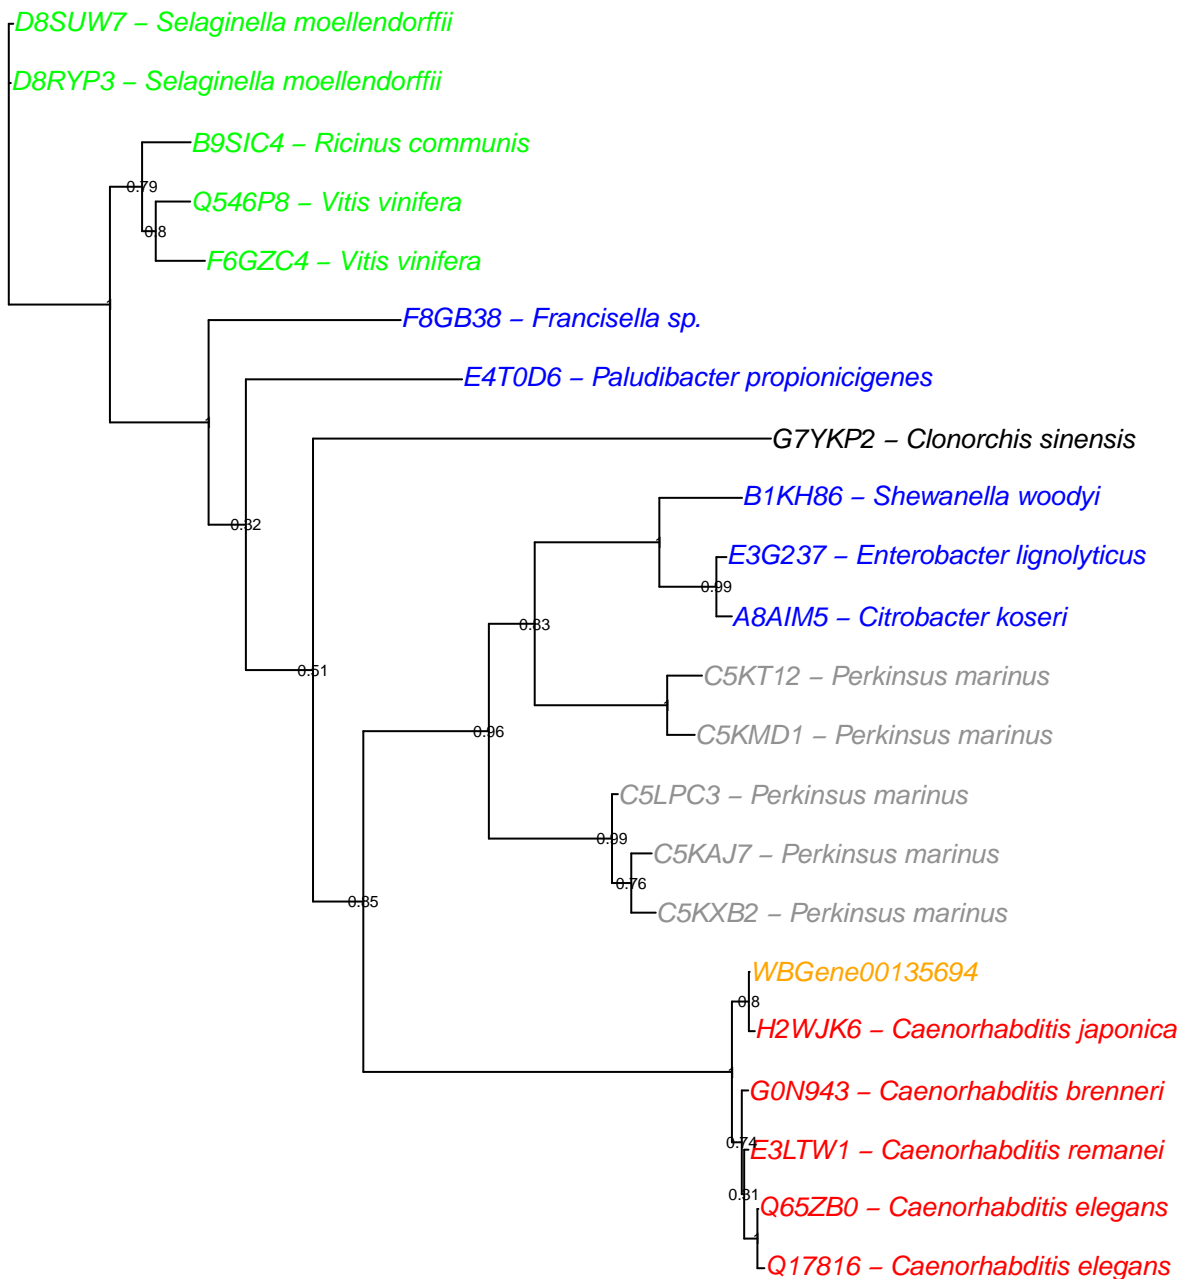 D8SUW7 – Selaginella moellendorffii
D8RYP3 – Selaginella moellendorffii
B9SIC4 – Ricinus communis
0.79
Q546P8 – Vitis vinifera
0.8
F6GZC4 – Vitis vinifera
1
F8GB38 – Francisella sp.
E4T0D6 – Paludibacter propionicigenes
1
G7YKP2 – Clonorchis sinensis
B1KH86 – Shewanella woodyi
0.82
1
E3G237 – Enterobacter lignolyticus
0.99
A8AIM5 – Citrobacter koseri
0.83
0.51
C5KT12 – Perkinsus marinus
1
C5KMD1 – Perkinsus marinus
0.96
C5LPC3 – Perkinsus marinus
0.99
C5KAJ7 – Perkinsus marinus
0.76
0.85
C5KXB2 – Perkinsus marinus
WBGene00135694
0.8
H2WJK6 – Caenorhabditis japonica
1
G0N943 – Caenorhabditis brenneri
0.74
E3LTW1 – Caenorhabditis remanei
0.81
Q65ZB0 – Caenorhabditis elegans
1
Q17816 – Caenorhabditis elegans